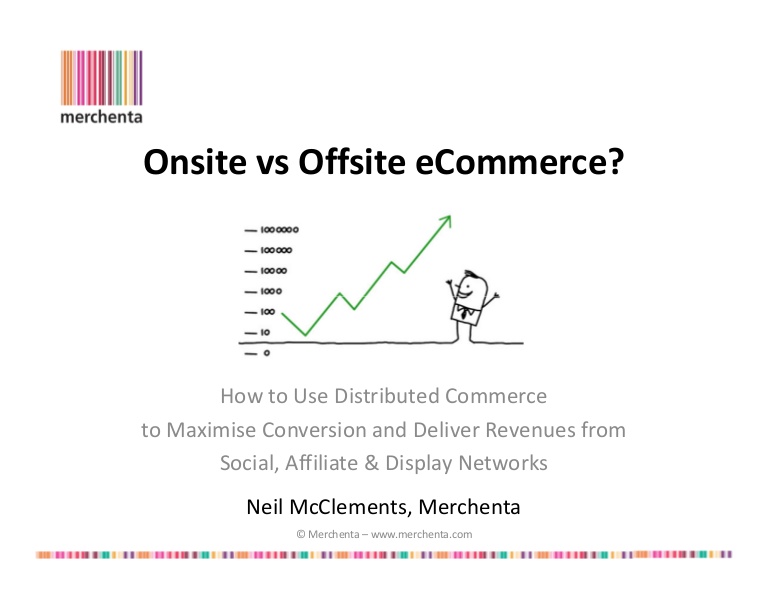 merchenta
Onsite vs Offsite eCommerce?
1000000
100000
10000
1000
100
10
0
How to Use Distributed Commerce
to Maximise Conversion and Deliver Revenues from
Social, Affiliate & Display Networks
Neil McClements, Merchenta
© Merchenta – www.merchenta.com